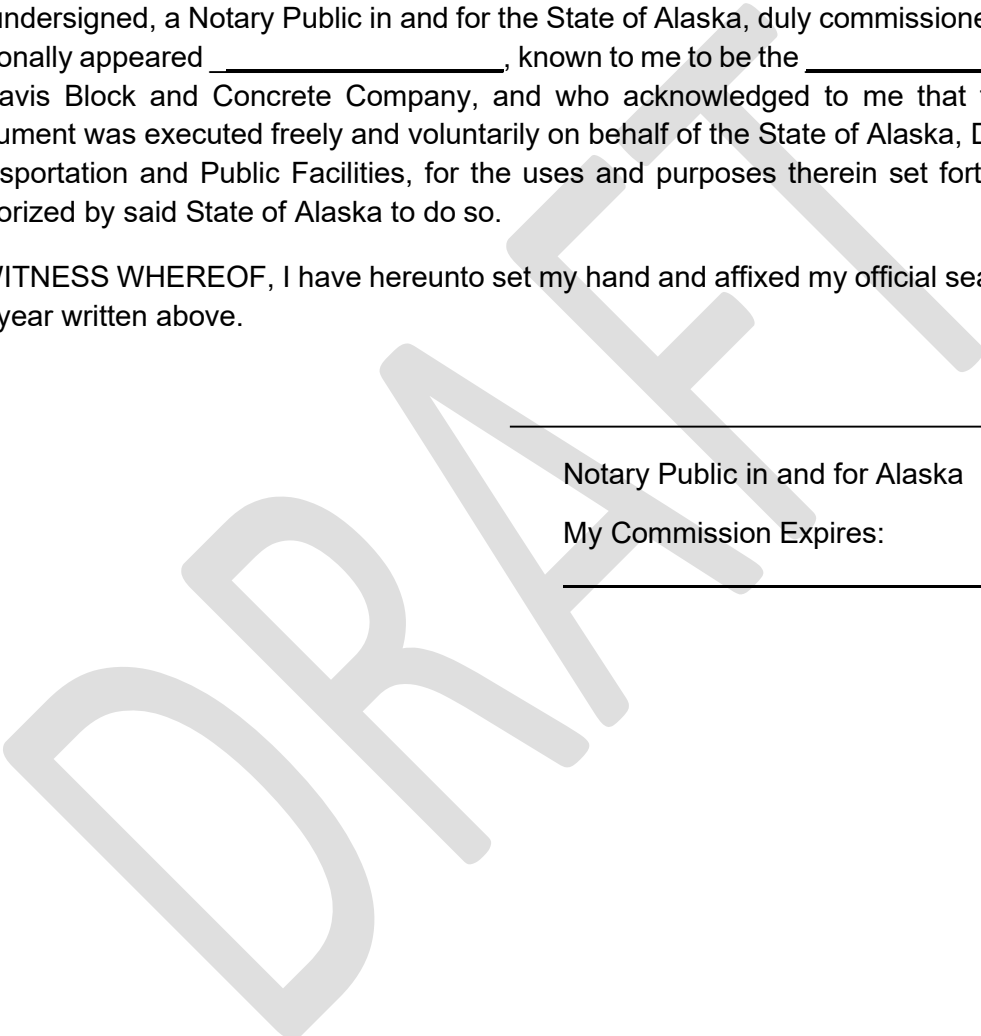 undersigned, a Notary Public in and for the State of Alaska, duly commissione
onally appeared _____________________, known to me to be the ____________
avis Block and Concrete Company, and who acknowledged to me that
ument was executed freely and voluntarily on behalf of the State of Alaska, D
sportation and Public Facilities, for the uses and purposes therein set fort
orized by said State of Alaska to do so.
WITNESS WHEREOF, I have hereunto set my hand and affixed my official sea
year written above.
Notary Public in and for Alaska
My Commission Expires:
DRAFT